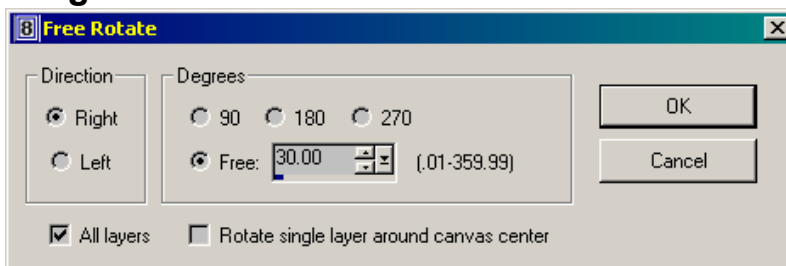 8 Free Rotate
Direction Degrees
Right 90 180 270 OK
Left Free: 30.00 (.01-359.99) Cancel
All layers Rotate single layer around canvas center